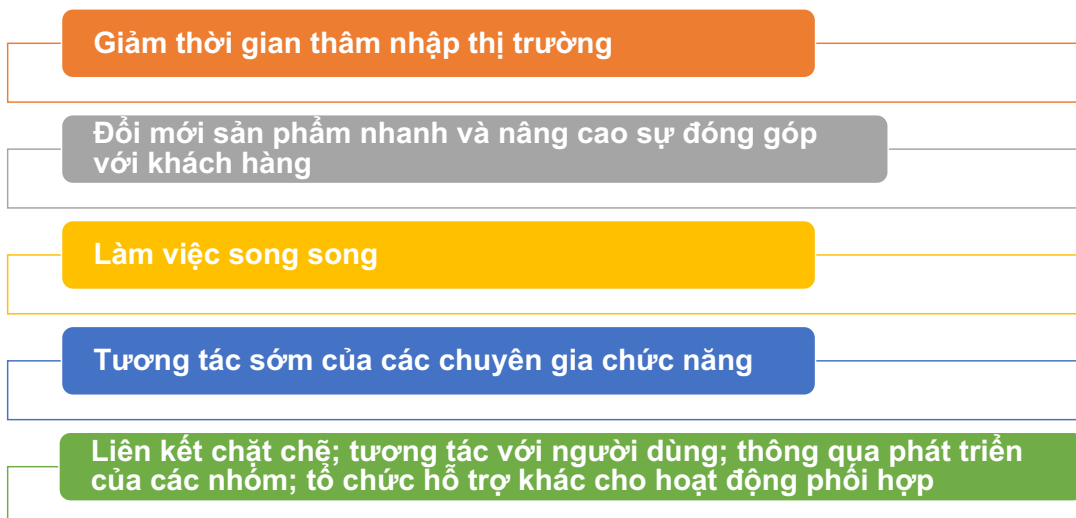 Giảm thời gian thâm nhập thị trường
Đổi mới sản phẩm nhanh và nâng cao sự đóng góp
với khách hàng
Làm việc song song
Tương tác sớm của các chuyên gia chức năng
Liên kết chặt chẽ; tương tác với người dùng; thông qua phát triển
của các nhóm; tổ chức hỗ trợ khác cho hoạt động phối hợp